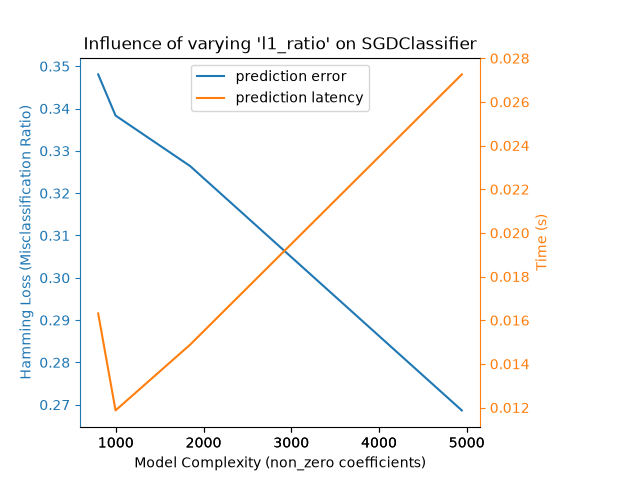 Influence of varying 'l1_ratio' on SGDClassifier
prediction error
prediction latency
0.35
0.34
0.33
0.32
0.31
0.30
0.29
0.28
0.27
Hamming Loss (Misclassification Ratio)
0.028
0.026
0.024
0.022
0.020
0.018
0.016
0.014
0.012
Time (s)
1000 2000 3000 4000 5000
Model Complexity (non_zero coefficients)